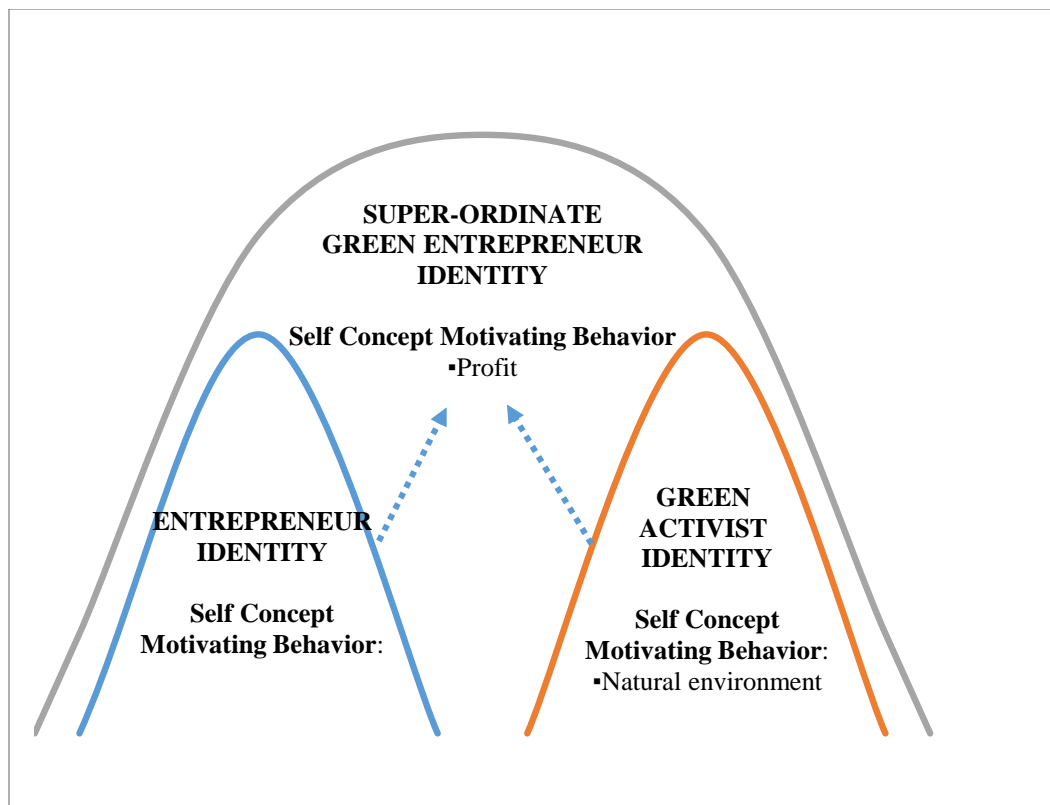 SUPER-ORDINATE
GREEN ENTREPRENEUR
IDENTITY
Self Concept Motivating Behavior
▪Profit
ENTREPRENEUR
IDENTITY
Self Concept
Motivating Behavior:
GREEN
ACTIVIST
IDENTITY
Self Concept
Motivating Behavior:
▪Natural environment